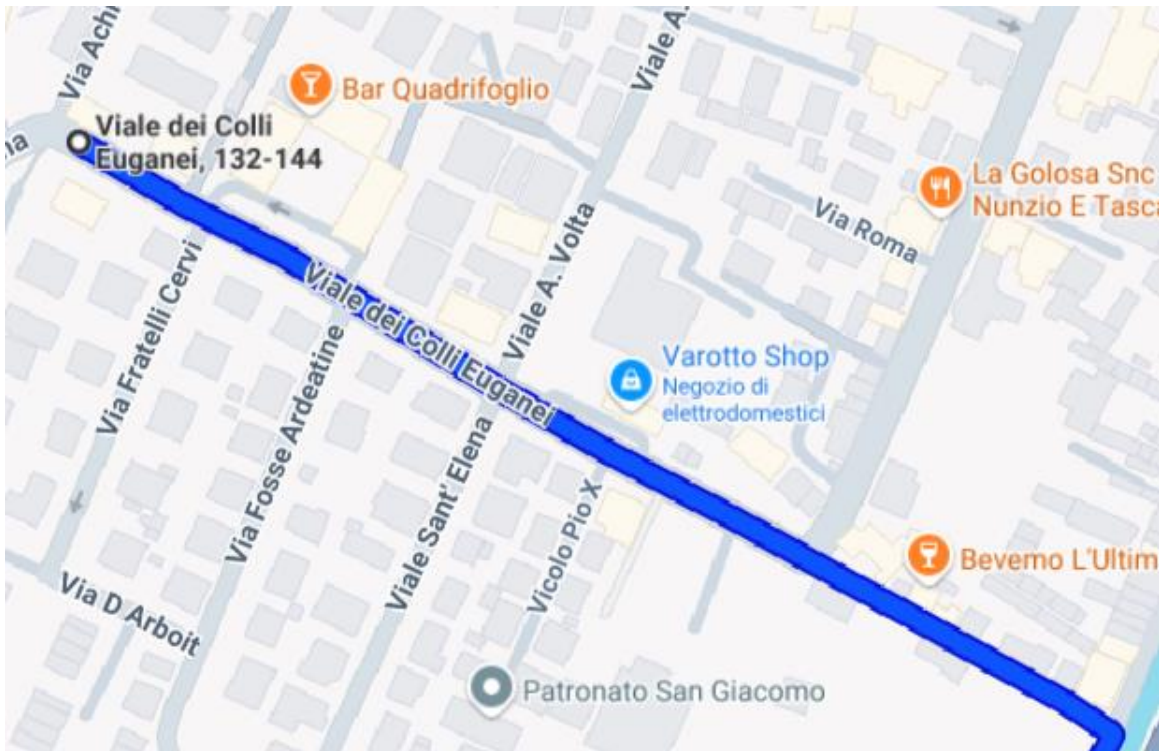 Via Achi
Viale A.
Bar Quadrifoglio
Viale dei Colli
Euganei, 132-144
na
La Golosa Snc
Nunzio E Tasca
Via Roma
Viale A. Volta
Via Fratelli Cervi
Viale dei Colli Euganei
Via Fosse Ardeatine
Varotto Shop
Negozio di
elettrodomestici
Viale Sant'Elena
Vicolo Pio X
Bevemo L'Ultim
Via D Arboit
Patronato San Giacomo